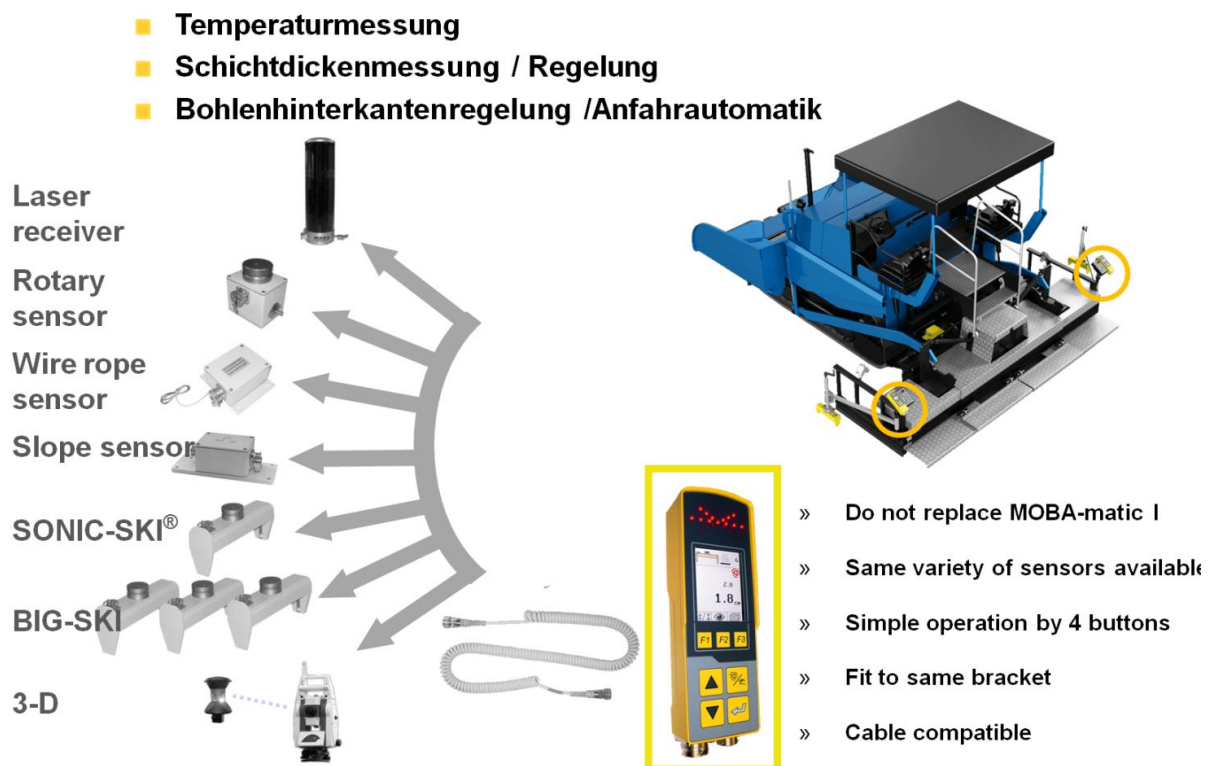 Temperaturmessung
Schichtdickenmessung / Regelung
Bohlenhinterkantenregelung /Anfahrautomatik
Laser
receiver
Rotary
sensor
Wire rope
sensor
Slope sensor
SONIC-SKI®
BIG-SKI
3-D
2.0
1.8
F1 F2 F3
» Do not replace MOBA-matic I
» Same variety of sensors available
» Simple operation by 4 buttons
» Fit to same bracket
» Cable compatible